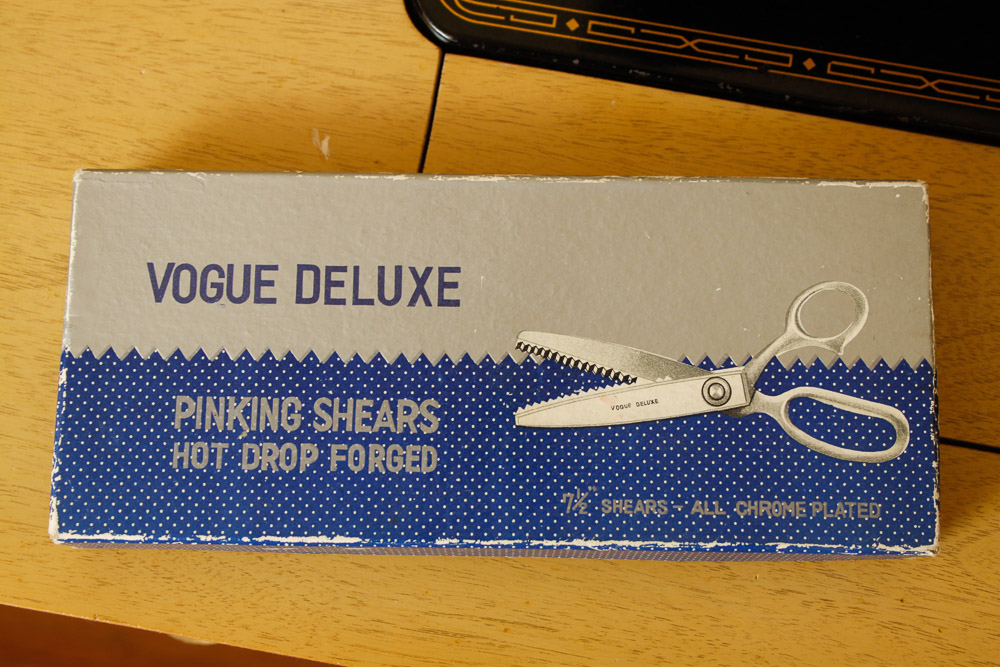 VOGUE DELUXE
VOGUE DELUXE
PINKING SHEARS
HOT DROP FORGED
7½" SHEARS - ALL CHROME PLATED